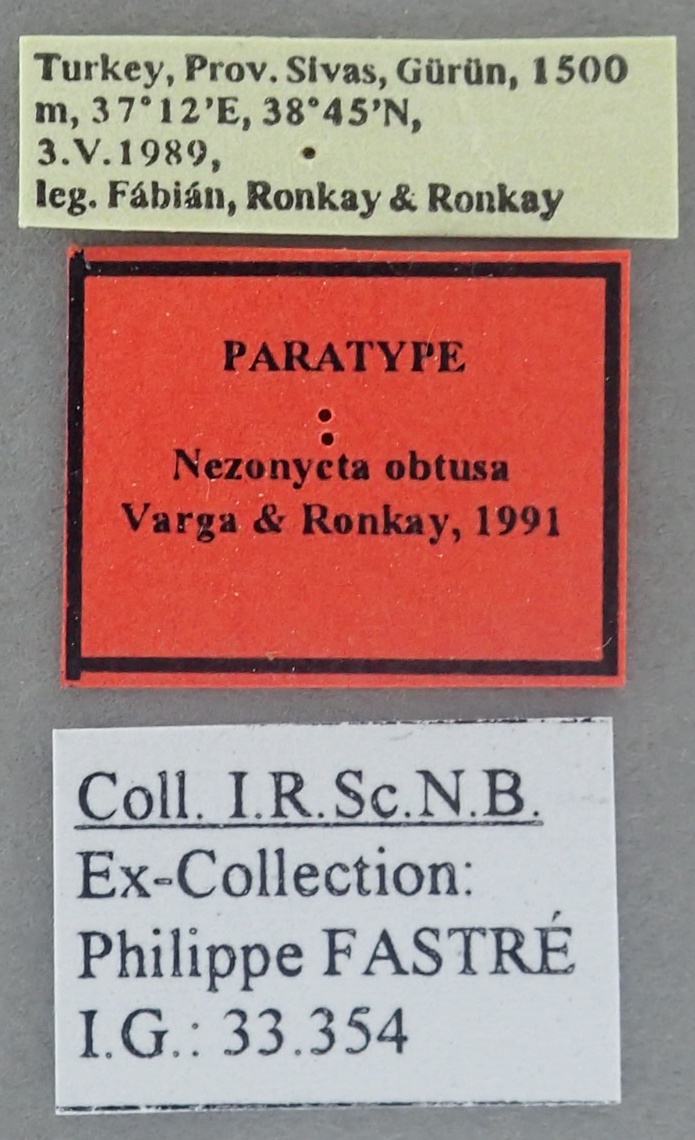 Turkey, Prov. Sivas, Gürün, 1500
m, 37°12'E, 38°45'N,
3.V.1989,
leg. Fábián, Ronkay & Ronkay
PARATYPE
Nezonycta obtusa
Varga & Ronkay, 1991
Coll. I.R.Sc.N.B.
Ex-Collection:
Philippe FASTRÉ
I.G.: 33.354